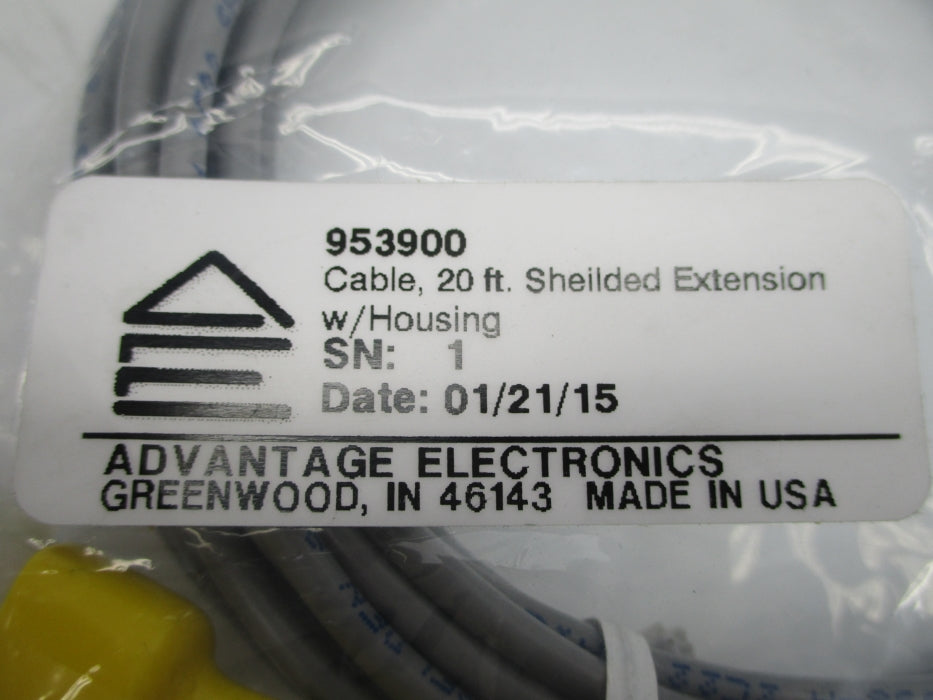 953900
Cable, 20 ft. Sheilded Extension
w/Housing
SN: 1
Date: 01/21/15
ADVANTAGE ELECTRONICS
GREENWOOD, IN 46143 MADE IN USA